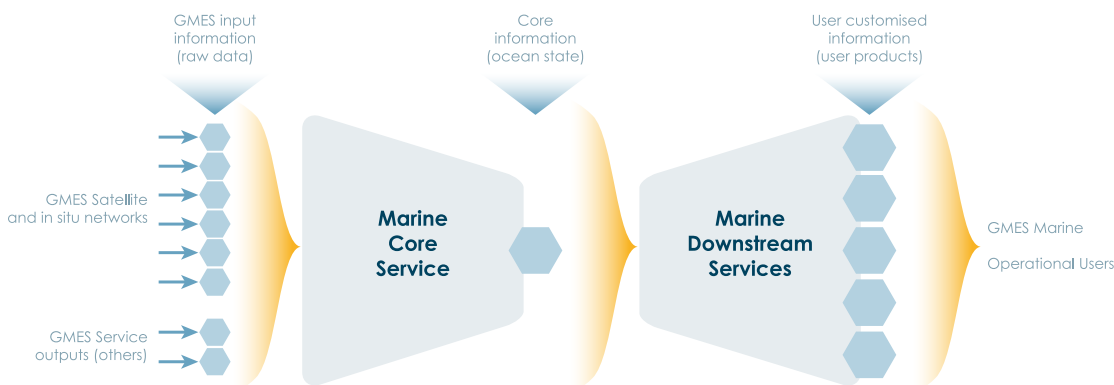 GMES input
information
(raw data)
Core
information
(ocean state)
User customised
information
(user products)
GMES Satellite
and in situ networks
GMES Service
outputs (others)
Marine
Core
Service
Marine
Downstream
Services
GMES Marine
Operational Users